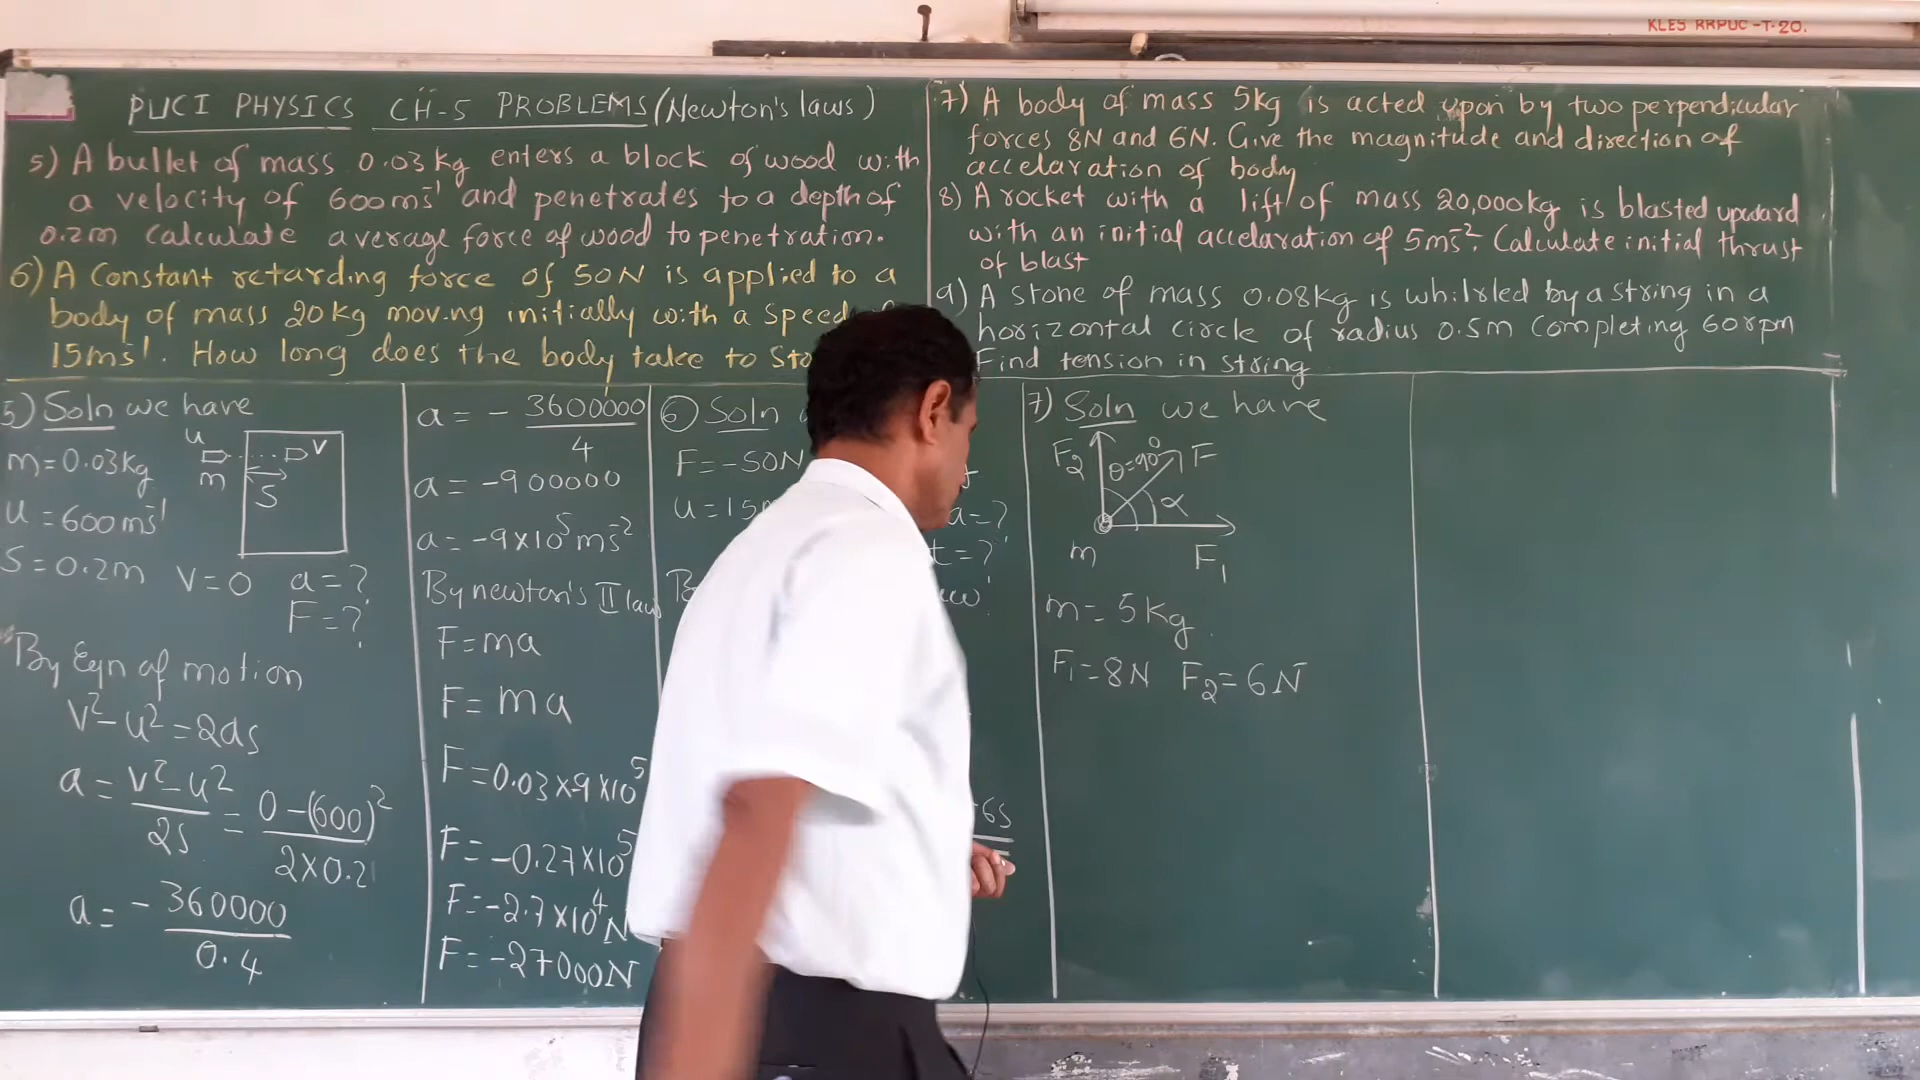 KLES RRPUC-T-20.
PUCI PHYSICS CH-5 PROBLEMS (Newton's laws)
5) A bullet of mass 0.03kg enters a block of wood with
a velocity of 600ms⁻¹ and penetrates to a depth of
0.2m Calculate average force of wood to penetration.
6) A Constant retarding force of 50N is applied to a
body of mass 20kg moving initially with a speed
15ms⁻¹. How long does the body take to
7) A body of mass 5kg is acted upon by two perpendicular
forces 8N and 6N. Give the magnitude and direction of
accelaration of body
8) A rocket with a lift of mass 20,000kg is blasted upward
with an initial accelaration of 5ms⁻². Calculate initial thrust
of blast
9) A stone of mass 0.08kg is whilrled by a string in a
horizontal circle of radius 0.5m Completing 60rpm
Find tension in string
5) Soln we have
u V
m = 0.03kg
m
S
u = 600ms⁻¹
S = 0.2m V = 0 a = ?
F = ?
By Eqn of motion
V² - u² = 2as
a = V² - u² / 2s = 0 - (600)² / 2 × 0.2
a = - 360000 / 0.4
a = - 3600000 / 4
a = -900000
a = -9×10⁵ms⁻²
By newton's II law
F = ma
F = ma
F = 0.03×9×10⁵
F = -0.27×10⁵
F = -2.7×10⁴N
F = -27000N
6 Soln
F = -50N
u = 15
a = ?
t = ?
6s
7) Soln we have
F₂ θ=90° F
α
m F₁
m = 5kg
F₁ = 8N F₂ = 6N